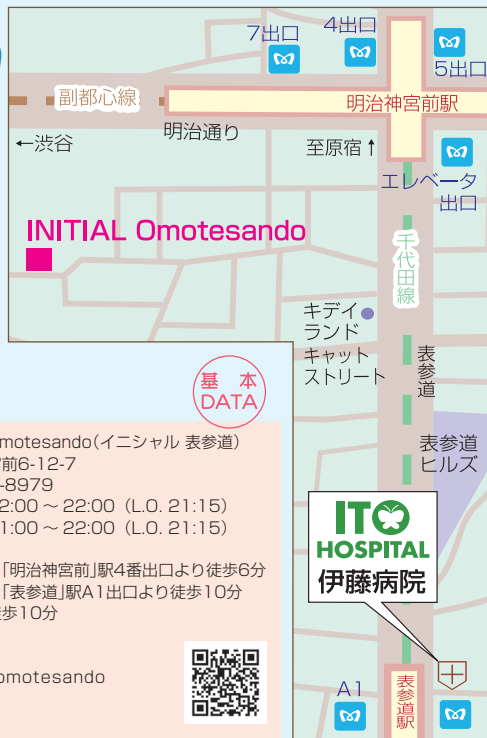 7出口
4出口
5出口
副都心線
明治神宮前駅
←渋谷
明治通り
至原宿↑
エレベータ
出口
INITIAL Omotesando
千代田線
キデイ
ランド
キャット
ストリート
表参道
表参道
ヒルズ
基 本
DATA
motesando(イニシャル 表参道)
前6-12-7
-8979
2:00 ~ 22:00 (L.O. 21:15)
1:00 ~ 22:00 (L.O. 21:15)
「明治神宮前」駅4番出口より徒歩6分
「表参道」駅A1出口より徒歩10分
徒歩10分
omotesando
ITO
HOSPITAL
伊藤病院
A1
表参道駅